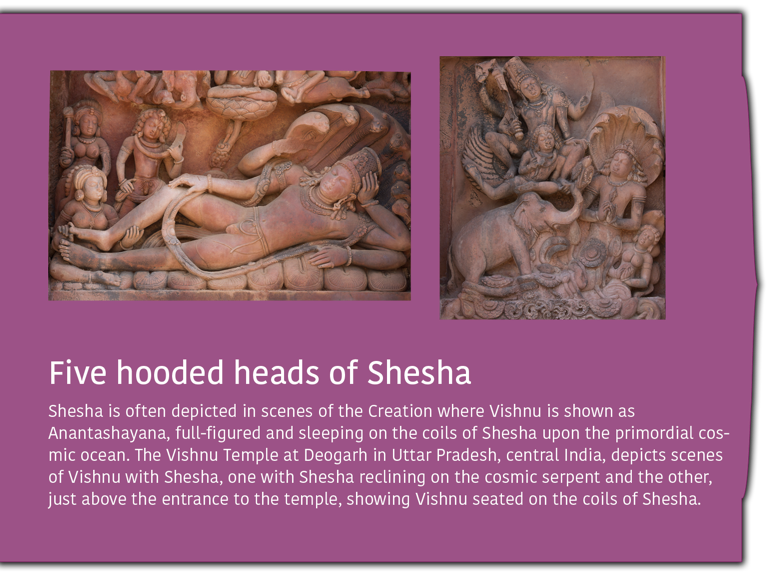 Five hooded heads of Shesha
Shesha is often depicted in scenes of the Creation where Vishnu is shown as
Anantashayana, full-figured and sleeping on the coils of Shesha upon the primordial cos-
mic ocean. The Vishnu Temple at Deogarh in Uttar Pradesh, central India, depicts scenes
of Vishnu with Shesha, one with Shesha reclining on the cosmic serpent and the other,
just above the entrance to the temple, showing Vishnu seated on the coils of Shesha.